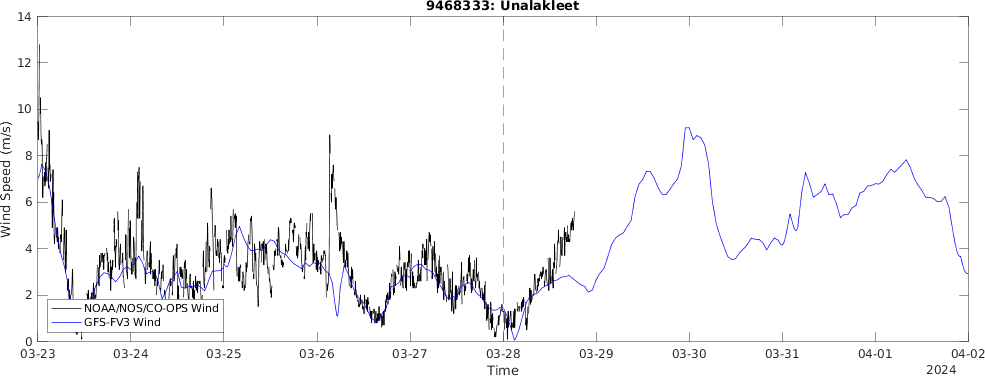 9468333: Unalakleet
14
12
10
8
6
4
2
0
Wind Speed (m/s)
NOAA/NOS/CO-OPS Wind
GFS-FV3 Wind
03-23 03-24 03-25 03-26 03-27 03-28 03-29 03-30 03-31 04-01 04-02
Time
2024